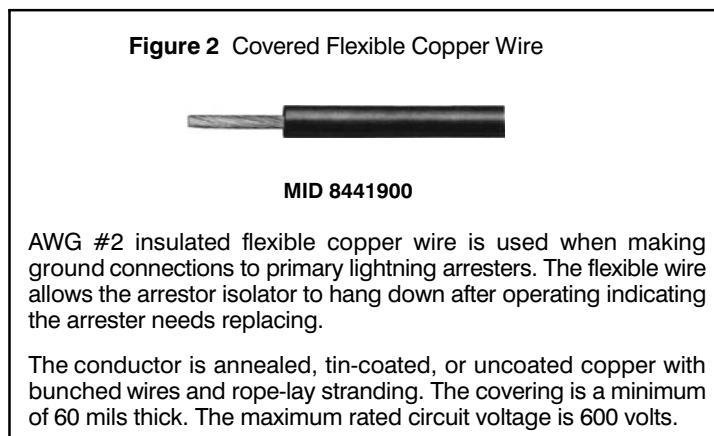 Figure 2 Covered Flexible Copper Wire
MID 8441900
AWG #2 insulated flexible copper wire is used when making
ground connections to primary lightning arresters. The flexible wire
allows the arrestor isolator to hang down after operating indicating
the arrester needs replacing.
The conductor is annealed, tin-coated, or uncoated copper with
bunched wires and rope-lay stranding. The covering is a minimum
of 60 mils thick. The maximum rated circuit voltage is 600 volts.